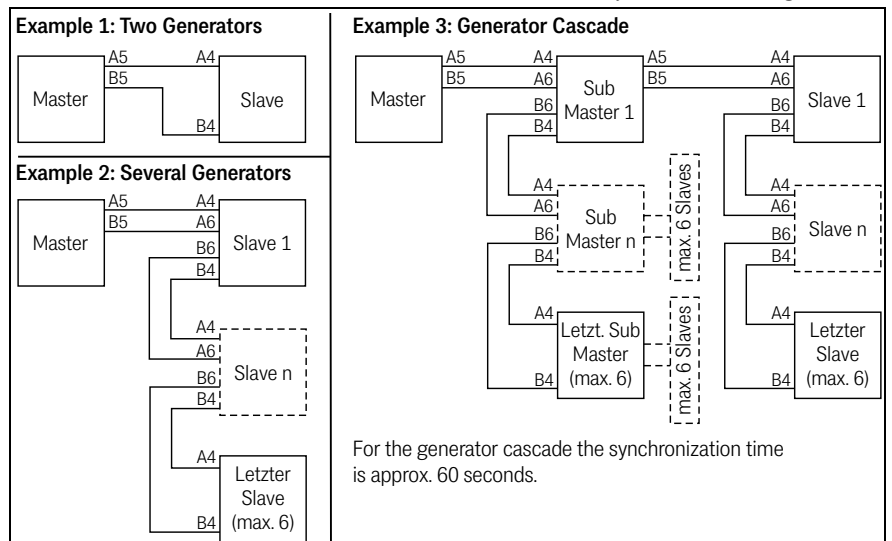 Example 1: Two Generators
A5 A4
B5
Master
Slave
B4
Example 2: Several Generators
A5 A4
B5 A6
Master
B6
Slave 1
B4
A4
A6
B6
Slave n
B4
A4
Letzter
Slave
B4
(max. 6)
Example 3: Generator Cascade
A5 A4 A5 A4
B5 A6 B5 A6
Master
Sub
Master 1
B6
B4
B6
Slave 1
B4
A4
A6
Sub
Master n
B6
B4
max. 6 Slaves
A4
A6
B6
Slave n
B4
A4
Letzt. Sub
Master
(max. 6)
B4
max. 6 Slaves
A4
Letzter
Slave
(max. 6)
B4
For the generator cascade the synchronization time
is approx. 60 seconds.